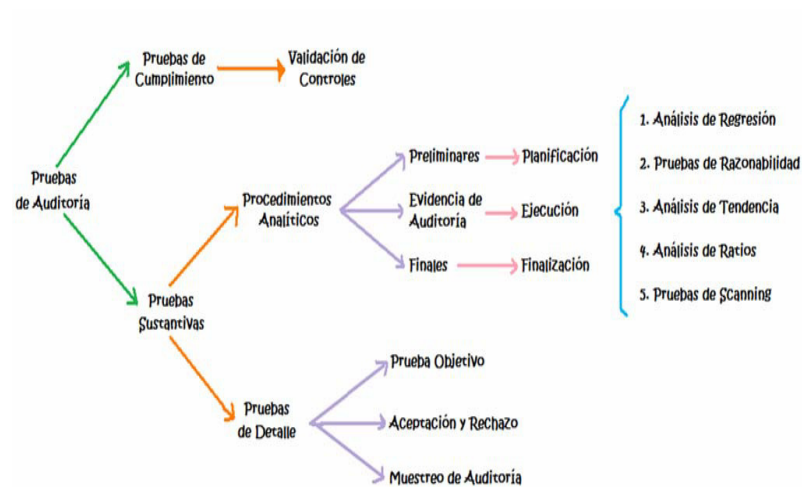 Pruebas de
Cumplimiento
Validación de
Controles
Pruebas
de Auditoría
Procedimientos
Analíticos
Preliminares
Planificación
Evidencia de
Auditoría
Ejecución
Finales
Finalización
1. Análisis de Regresión
2. Pruebas de Razonabilidad
3. Análisis de Tendencia
4. Análisis de Ratios
5. Pruebas de Scanning
Pruebas
Sustantivas
Pruebas
de Detalle
Prueba Objetivo
Aceptación y Rechazo
Muestreo de Auditoría